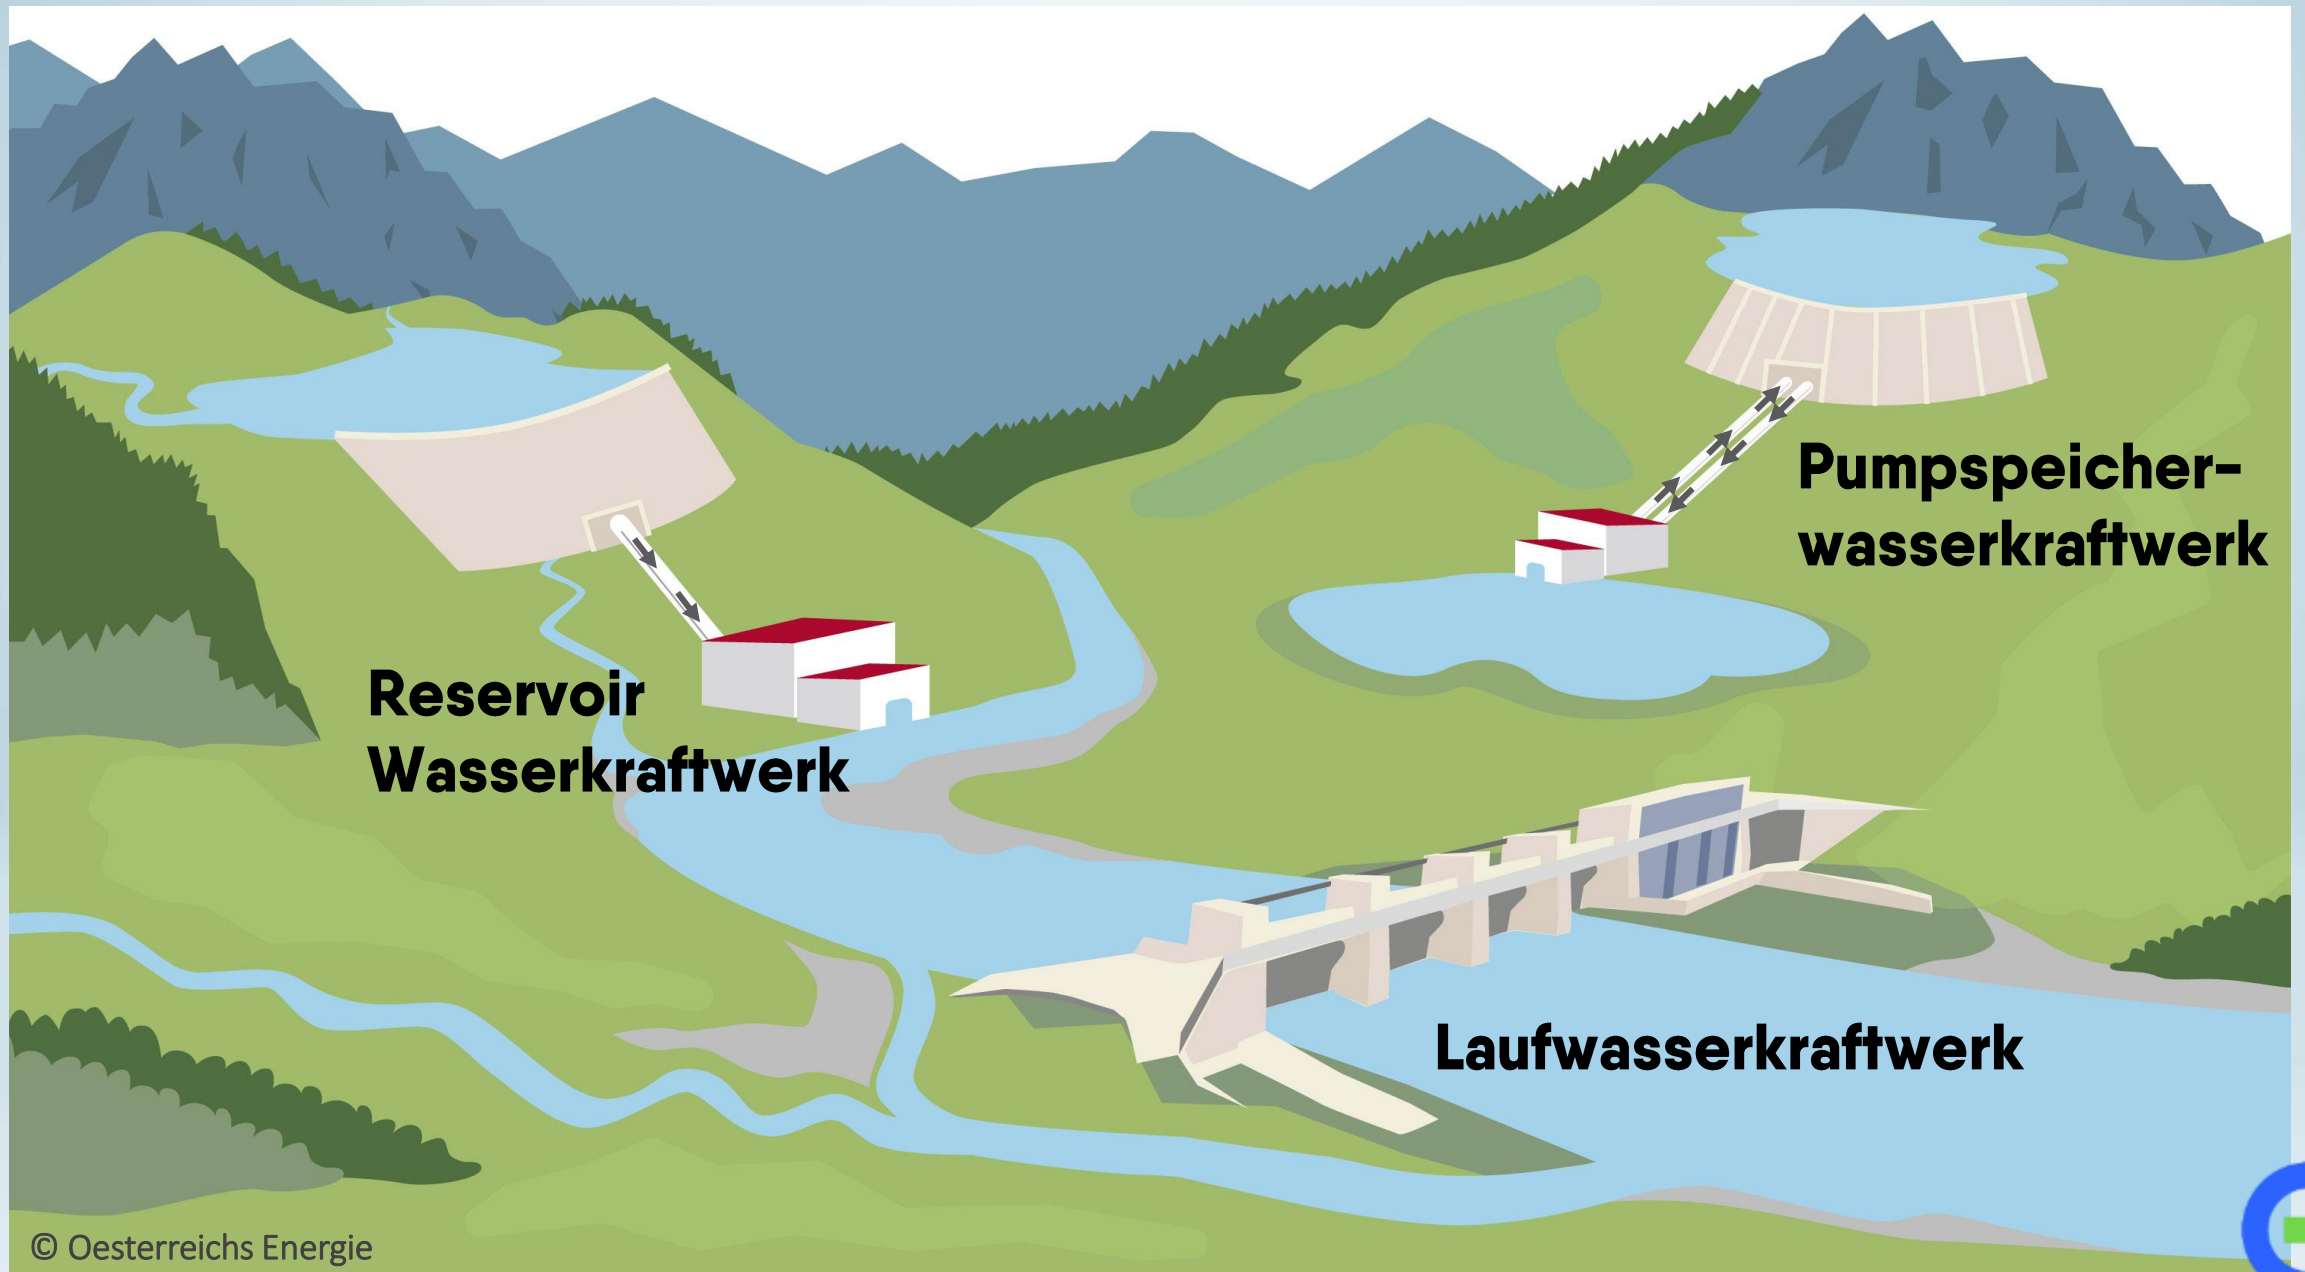 Pumpspeicher-
wasserkraftwerk
Reservoir
Wasserkraftwerk
Laufwasserkraftwerk
© Oesterreichs Energie